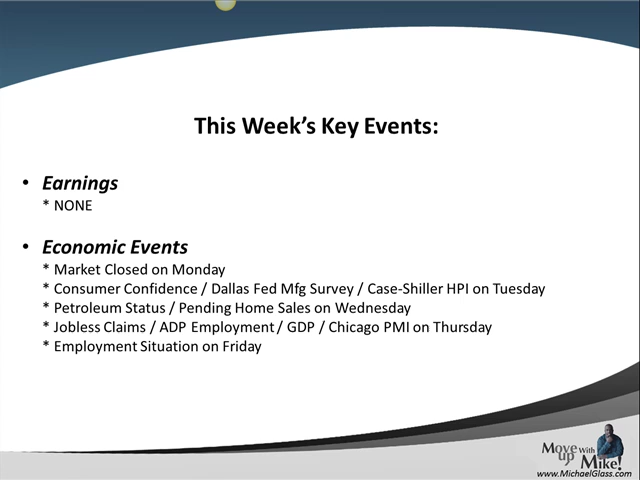 This Week's Key Events:
• Earnings
* NONE
• Economic Events
* Market Closed on Monday
* Consumer Confidence / Dallas Fed Mfg Survey / Case-Shiller HPI on Tuesday
* Petroleum Status / Pending Home Sales on Wednesday
* Jobless Claims / ADP Employment / GDP / Chicago PMI on Thursday
* Employment Situation on Friday
Move up With Mike!
www.MichaelGlass.com